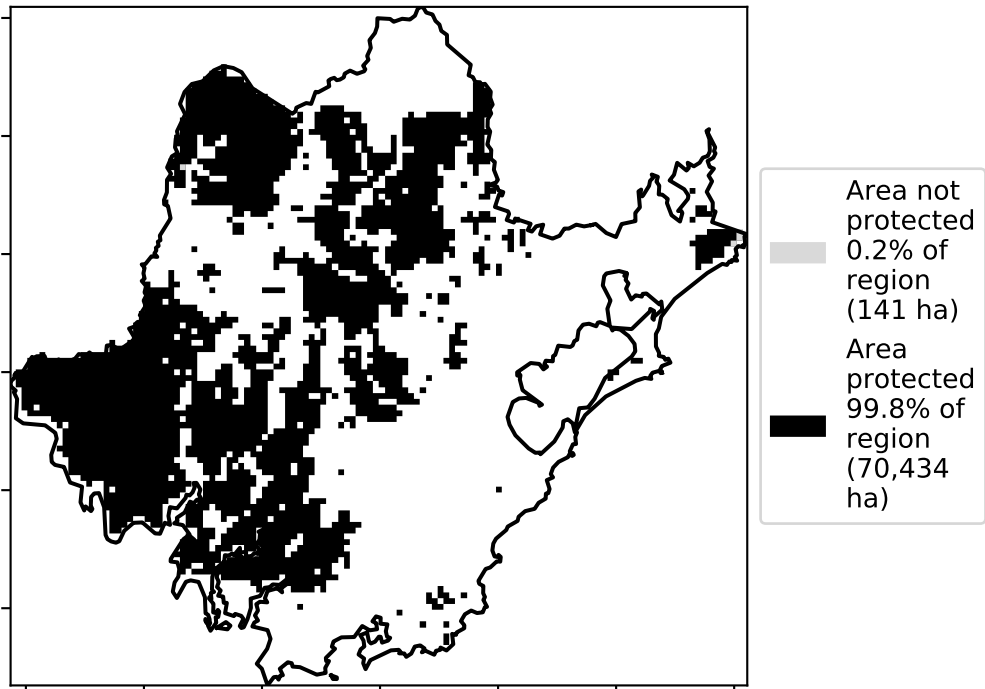 Area not
protected
0.2% of
region
(141 ha)
Area
protected
99.8% of
region
(70,434
ha)